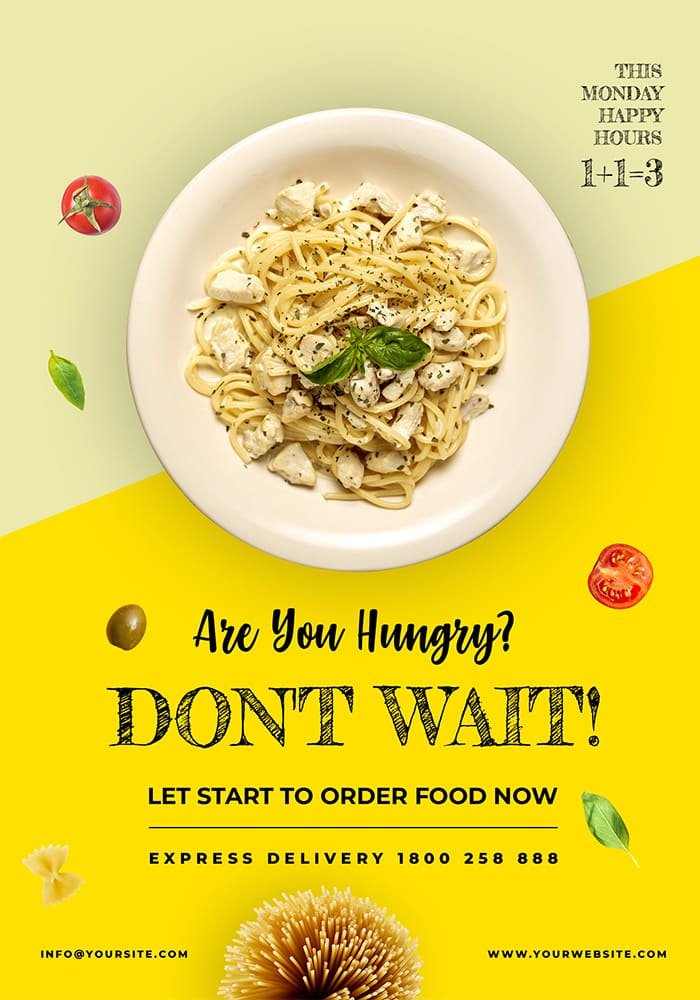 THIS
MONDAY
HAPPY
HOURS
1+1=3
Are You Hungry?
DON'T WAIT!
LET START TO ORDER FOOD NOW
EXPRESS DELIVERY 1800 258 888
INFO@YOURSITE.COM
WWW.YOURWEBSITE.COM